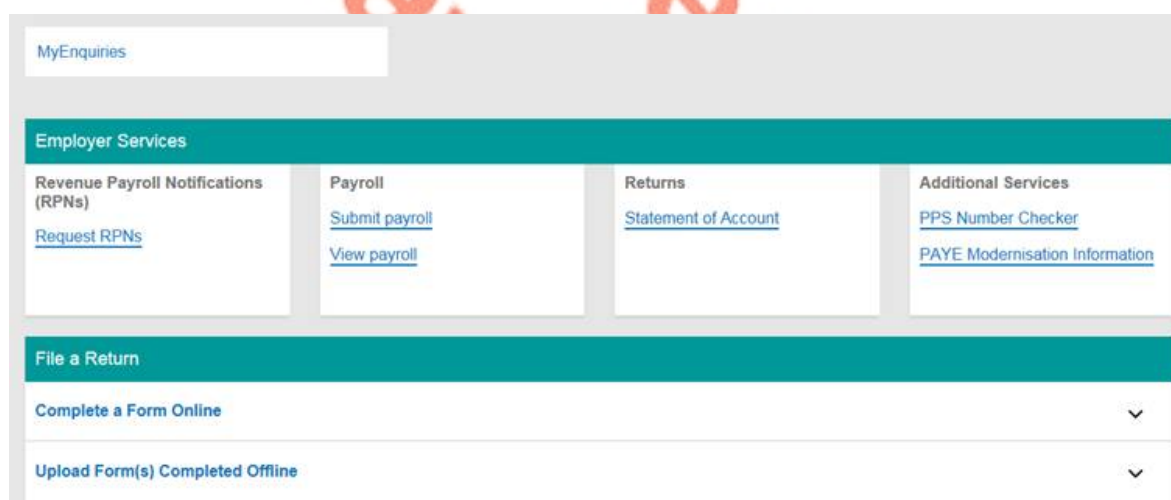 MyEnquiries
Employer Services
Revenue Payroll Notifications
(RPNs)
Request RPNs
Payroll
Submit payroll
View payroll
Returns
Statement of Account
Additional Services
PPS Number Checker
PAYE Modernisation Information
File a Return
Complete a Form Online
Upload Form(s) Completed Offline